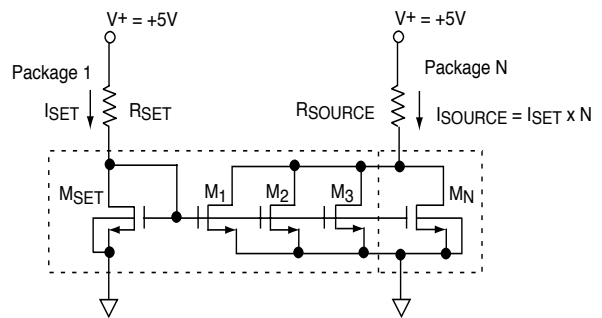 V+ = +5V
V+ = +5V
Package 1
Package N
ISET
RSET
RSOURCE
ISOURCE = ISET x N
MSET
M1
M2
M3
MN